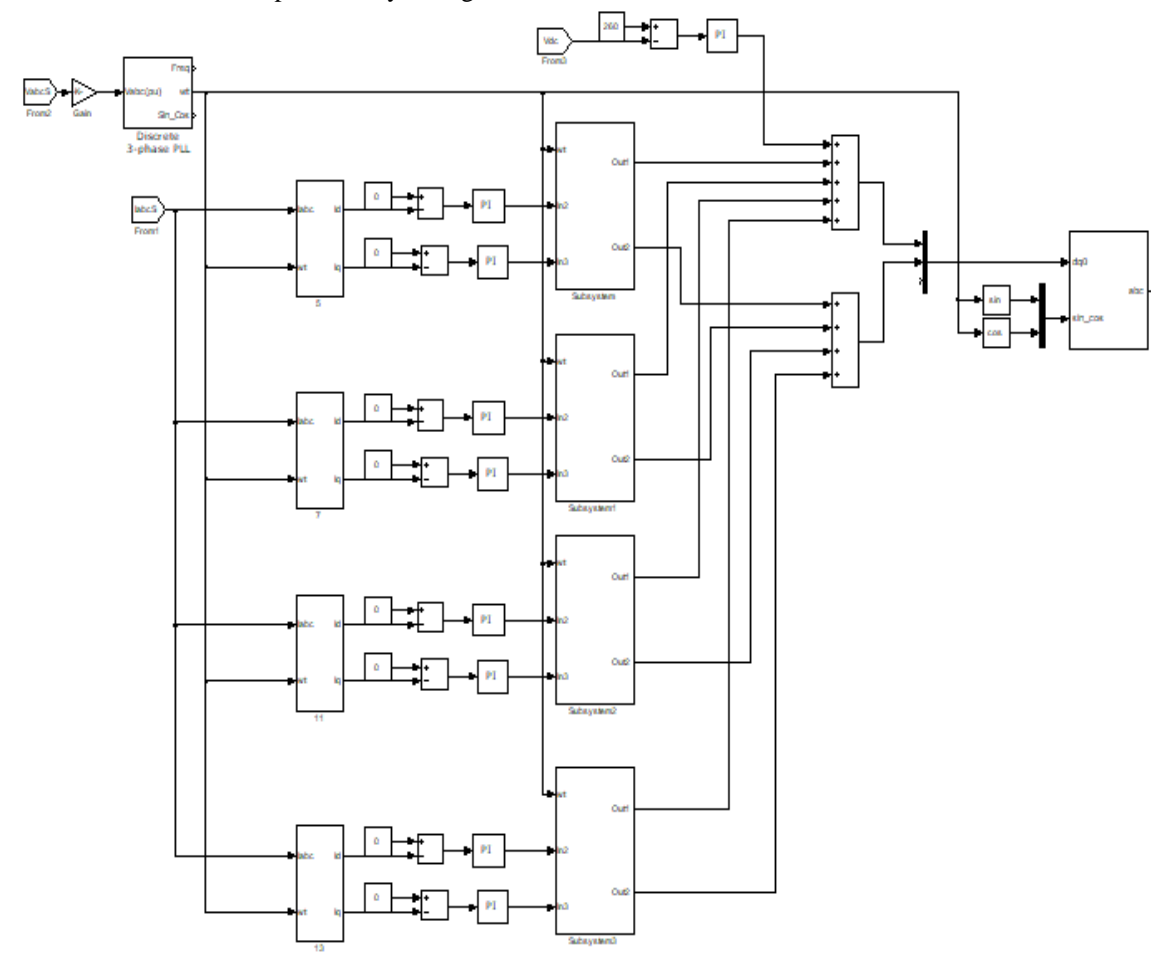 260
Vdc
From3
PI
Freq
VabcS
From2
K-
Gain
Vabc(pu)
wt
Sin_Cos
Discrete
3-phase PLL
IabcS
From1
Iabc
Id
wt
Iq
5
0
PI
0
PI
wt
In2
In3
Out1
Out2
Subsystem
dq0
sin_cos
abc
sin
cos
Iabc
Id
wt
Iq
7
0
PI
0
PI
wt
In2
In3
Out1
Out2
Subsystem1
Iabc
Id
wt
Iq
11
0
PI
0
PI
wt
In2
In3
Out1
Out2
Subsystem2
Iabc
Id
wt
Iq
13
0
PI
0
PI
wt
In2
In3
Out1
Out2
Subsystem3